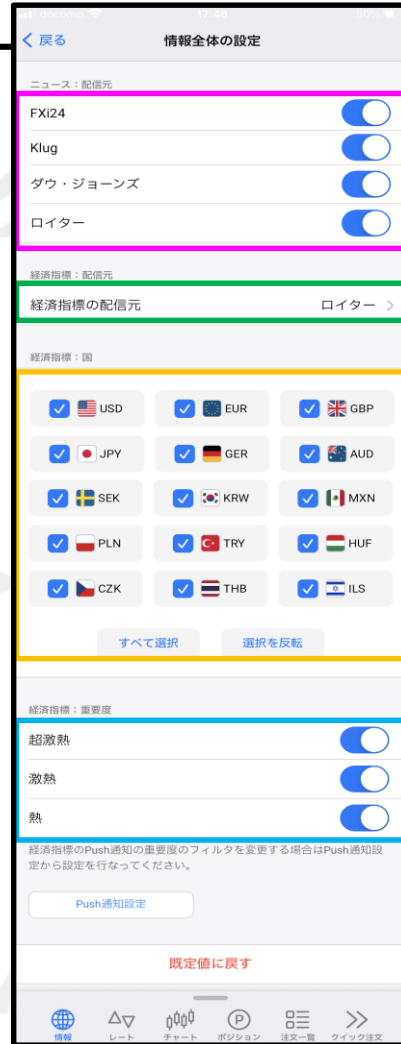 docomo 17:46 50%
戻る 情報全体の設定
ニュース：配信元
FXi24
Klug
ダウ・ジョーンズ
ロイター
経済指標：配信元
経済指標の配信元 ロイター
経済指標：国
USD EUR GBP
JPY GER AUD
SEK KRW MXN
PLN TRY HUF
CZK THB ILS
すべて選択 選択を反転
経済指標：重要度
超激熱
激熱
熱
経済指標のPush通知の重要度のフィルタを変更する場合はPush通知設
定から設定を行なってください。
Push通知設定
既定値に戻す
情報 レート チャート ポジション 注文一覧 クイック注文